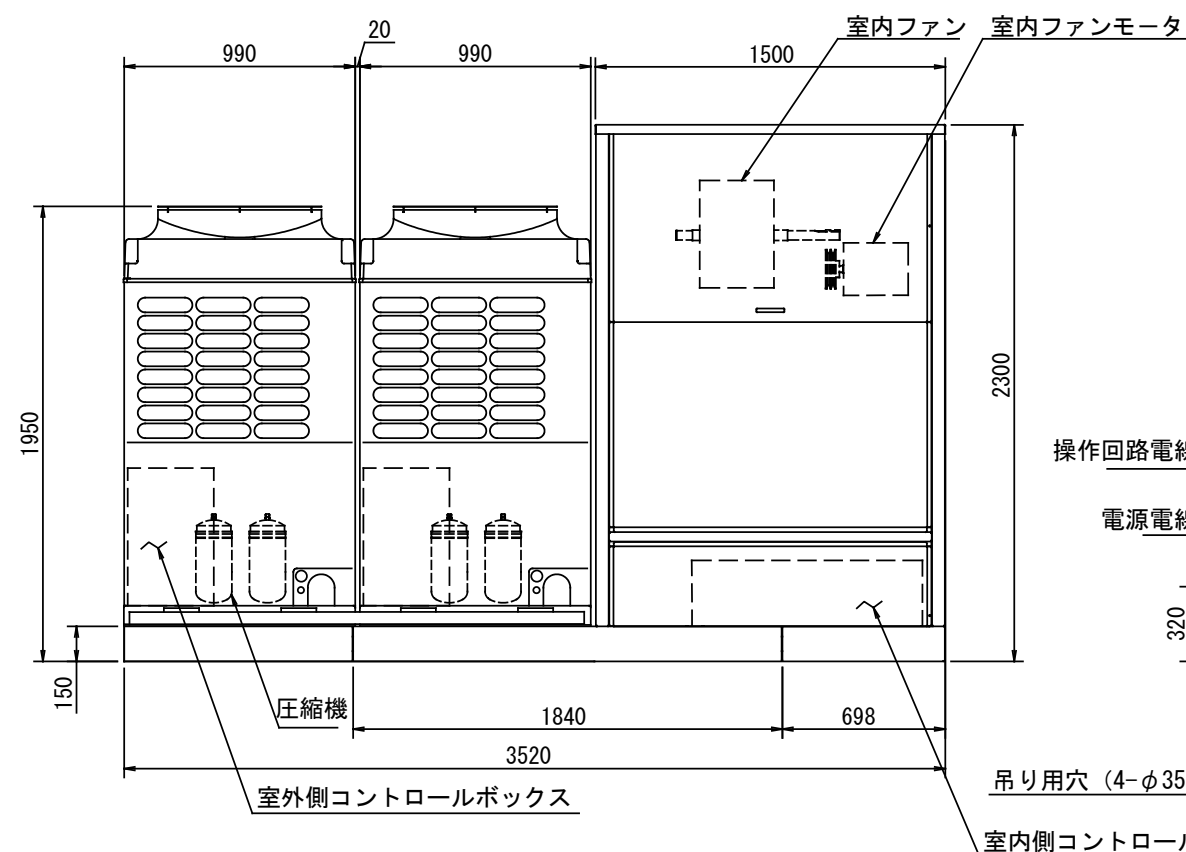 室内ファン 室内ファンモータ
20
990 990 1500
1950
2300
操作回路電線
電源電線
320
150
圧縮機
1840 698
3520
室外側コントロールボックス
吊り用穴 (4-φ35
室内側コントロール